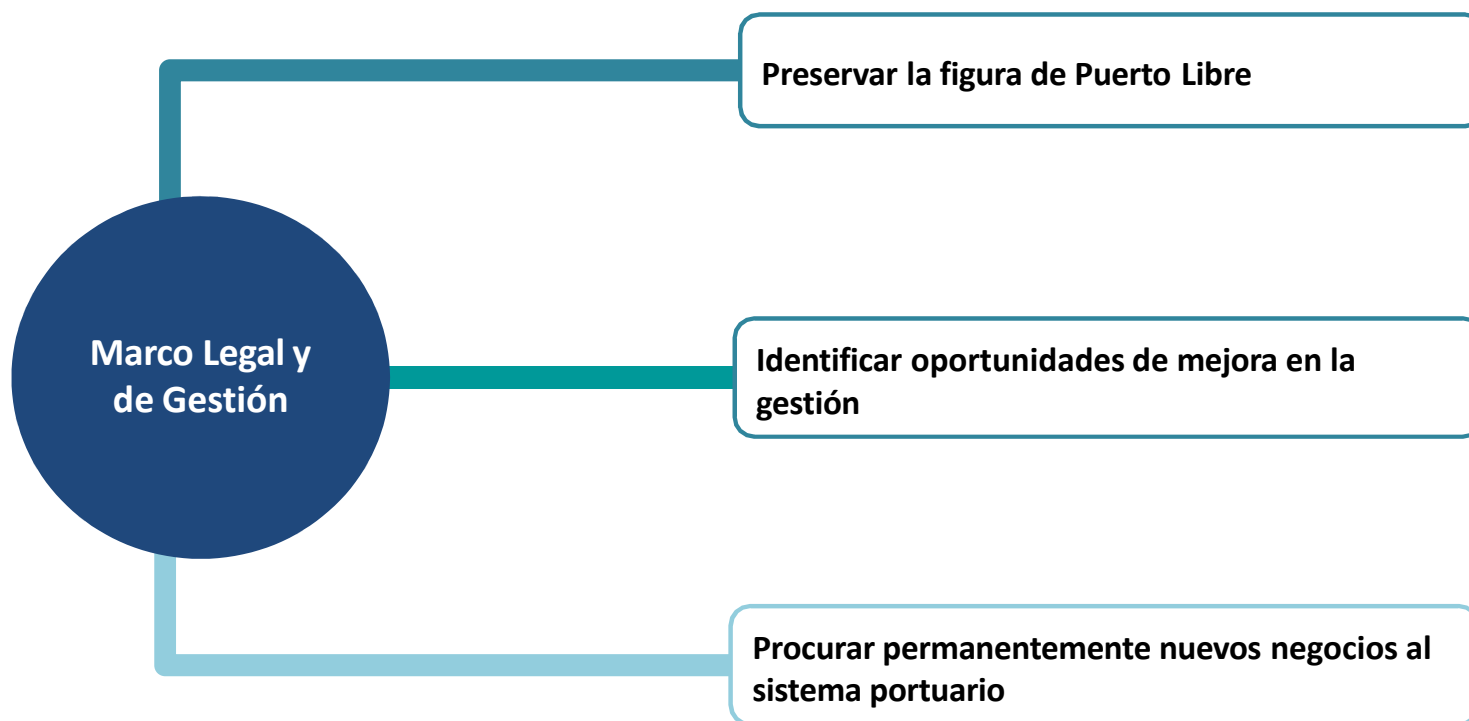 Preservar la figura de Puerto Libre
Marco Legal y
de Gestión
Identificar oportunidades de mejora en la
gestión
Procurar permanentemente nuevos negocios al
sistema portuario